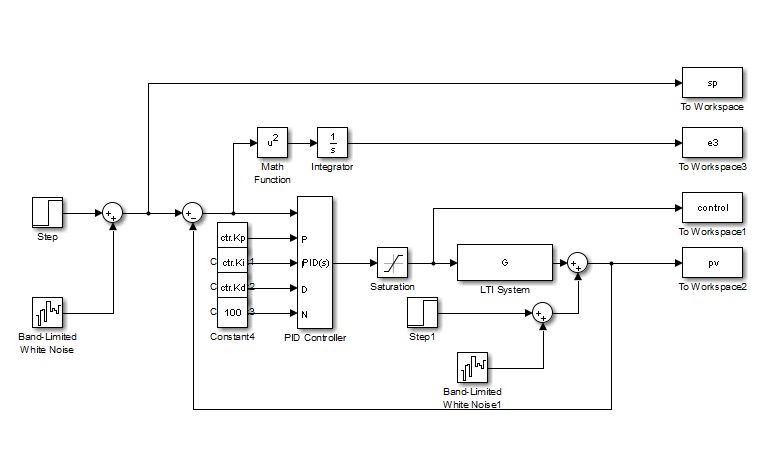 sp
To Workspace
u²
Math
Function
1
s
Integrator
e3
To Workspace3
+
+
+
−
Step
Band-Limited
White Noise
ctr.Kp
C ctr.Ki 1
C ctr.Kd 2
C 100 3
Constant4
P
PID(s)
D
N
PID Controller
Saturation
control
To Workspace1
G
LTI System
+
+
pv
To Workspace2
Step1
+
+
Band-Limited
White Noise1